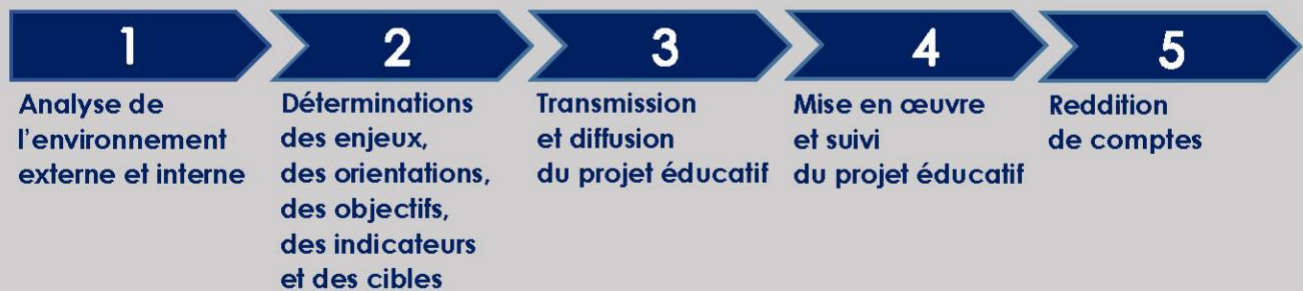 1
Analyse de
l'environnement
externe et interne
2
Déterminations
des enjeux,
des orientations,
des objectifs,
des indicateurs
et des cibles
3
Transmission
et diffusion
du projet éducatif
4
Mise en œuvre
et suivi
du projet éducatif
5
Reddition
de comptes